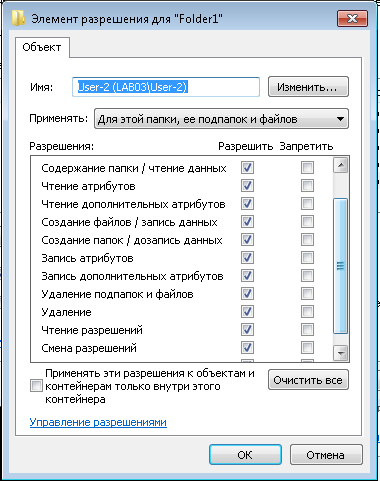 Элемент разрешения для "Folder1"
Объект
Имя: User-2 (LAB03\User-2) Изменить...
Применять: Для этой папки, ее подпапок и файлов
Разрешения: Разрешить Запретить
Содержание папки / чтение данных
Чтение атрибутов
Чтение дополнительных атрибутов
Создание файлов / запись данных
Создание папок / дозапись данных
Запись атрибутов
Запись дополнительных атрибутов
Удаление подпапок и файлов
Удаление
Чтение разрешений
Смена разрешений
Применять эти разрешения к объектам и Очистить все
контейнерам только внутри этого
контейнера
Управление разрешениями
ОК Отмена